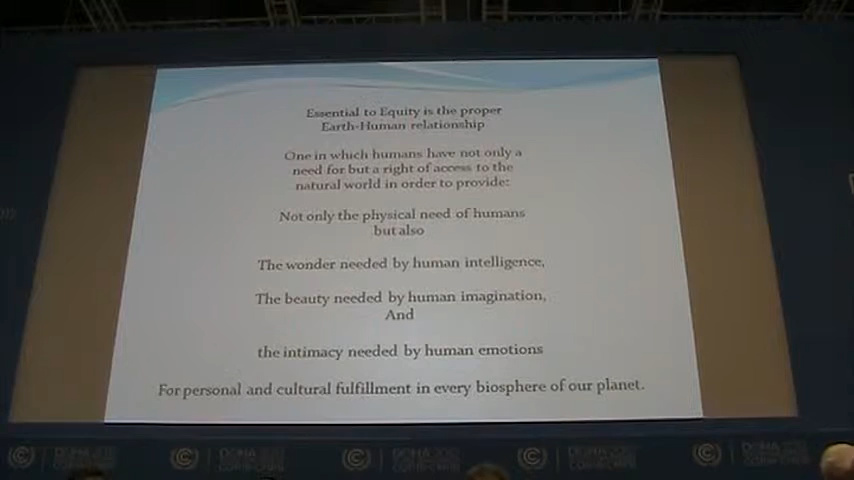 Essential to Equity is the proper
Earth-Human relationship
One in which humans have not only a
need for but a right of access to the
natural world in order to provide:
Not only the physical need of humans
but also
The wonder needed by human intelligence,
The beauty needed by human imagination,
And
the intimacy needed by human emotions
For personal and cultural fulfillment in every biosphere of our planet.
DOHA 2012